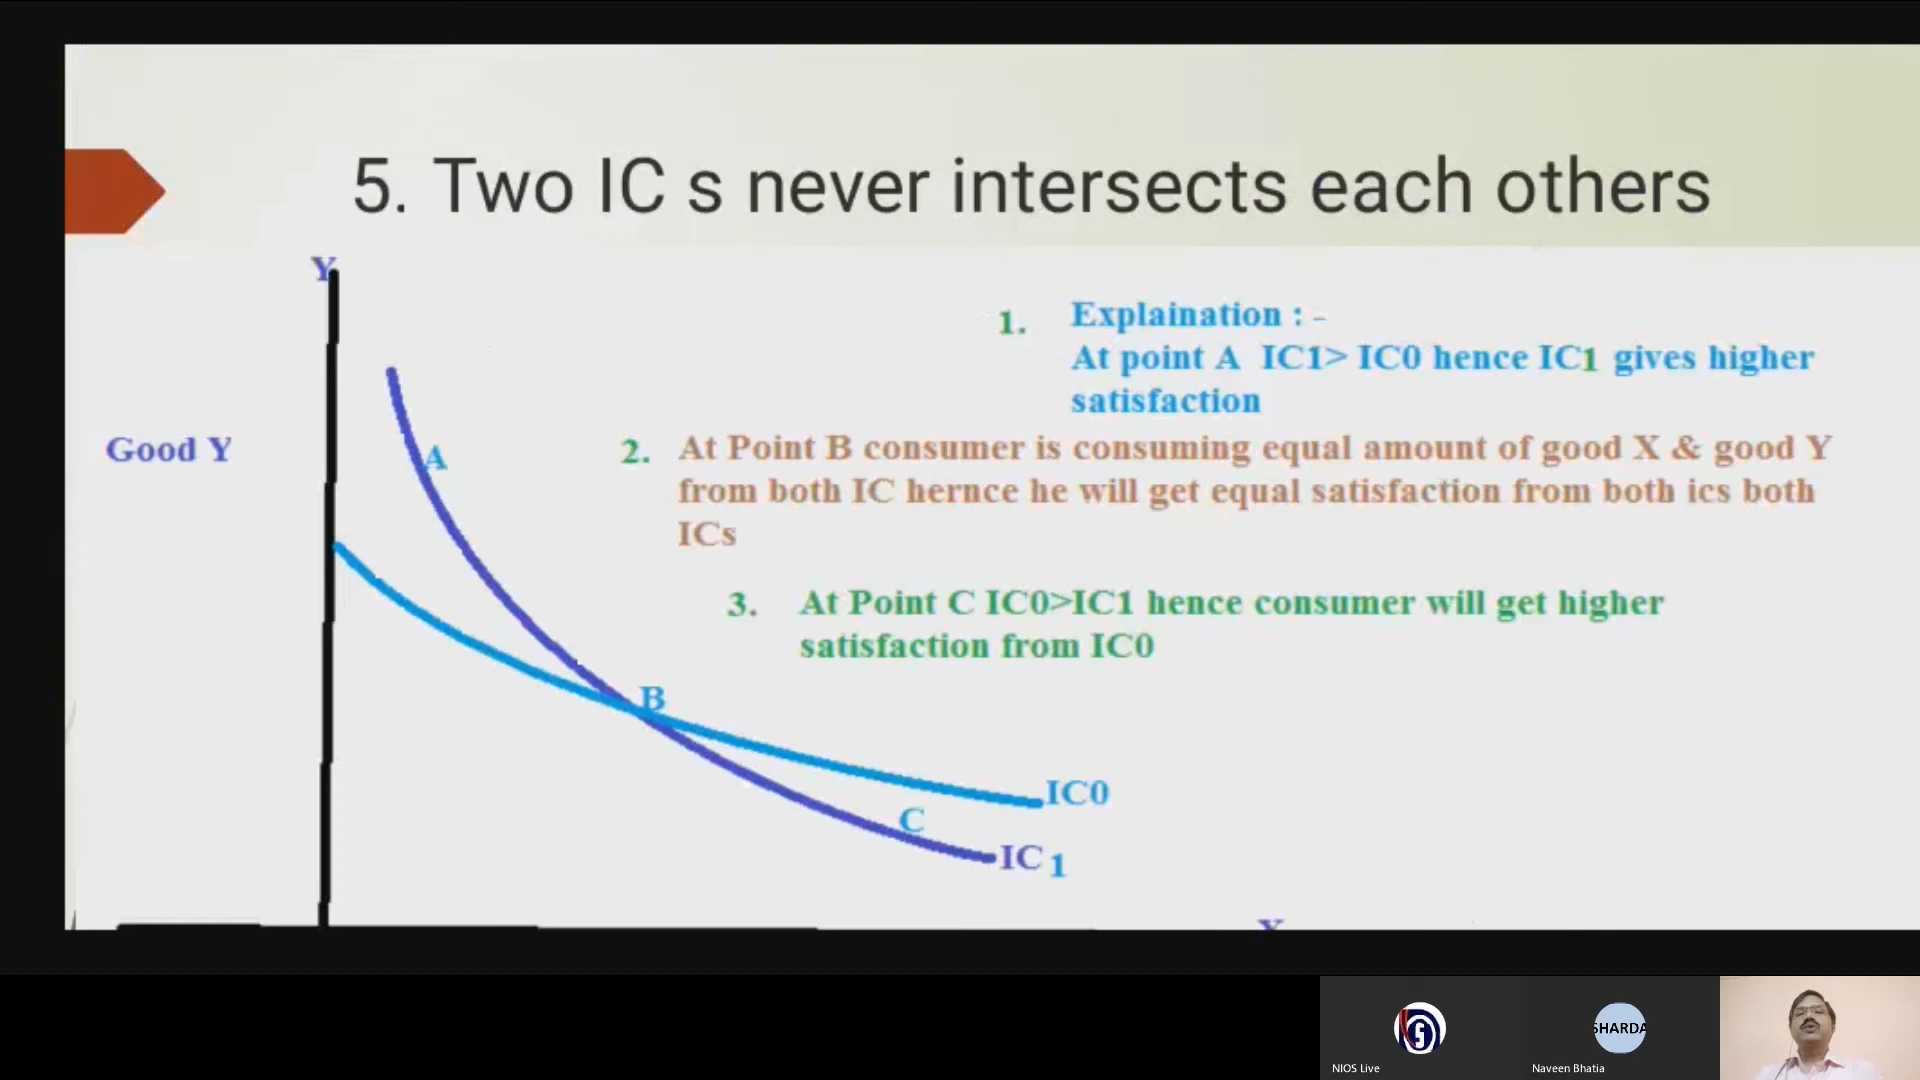 5. Two IC s never intersects each others
Y
1. Explaination : -
At point A IC1> IC0 hence IC1 gives higher
satisfaction
Good Y
A
2. At Point B consumer is consuming equal amount of good X & good Y
from both IC hernce he will get equal satisfaction from both ics both
ICs
3. At Point C IC0>IC1 hence consumer will get higher
satisfaction from IC0
B
IC0
C
IC 1
NIOS Live
SHARDA
Naveen Bhatia